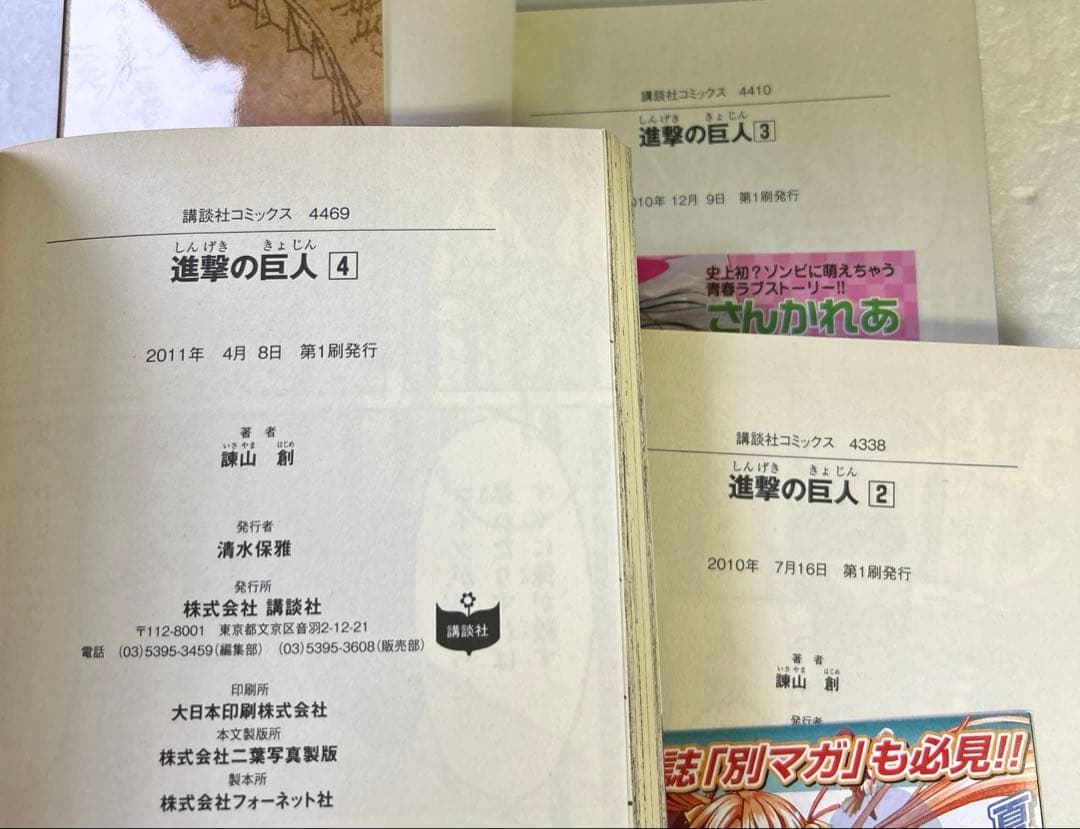 講談社コミックス 4469
しんげき きょじん
進撃の巨人 4
2011年 4月 8日 第1刷発行
著 者
いさ やま はじめ
諫山 創
発行者
清水保雅
発行所
株式会社 講談社
〒112-8001 東京都文京区音羽2-12-21
電話 (03)5395-3459(編集部) (03)5395-3608(販売部)
講談社
印刷所
大日本印刷株式会社
本文製版所
株式会社二葉写真製版
製本所
株式会社フォーネット社
講談社コミックス 4410
しんげき きょじん
進撃の巨人 3
010年 12月 9日 第1刷発行
史上初?ゾンビに萌えちゃう
青春ラブストーリー!!
さんかれあ
講談社コミックス 4338
しんげき きょじん
進撃の巨人 2
2010年 7月16日 第1刷発行
著 者
いさ やま はじめ
諫山 創
発行者
誌「別マガ」も必見!!